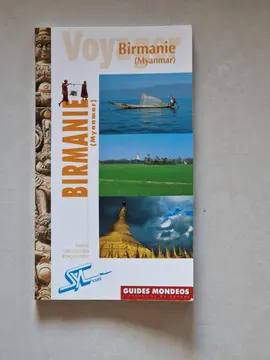 Voyager
Birmanie
(Myanmar)
BIRMANIE
(Myanmar)
GUIDES MONDEOS